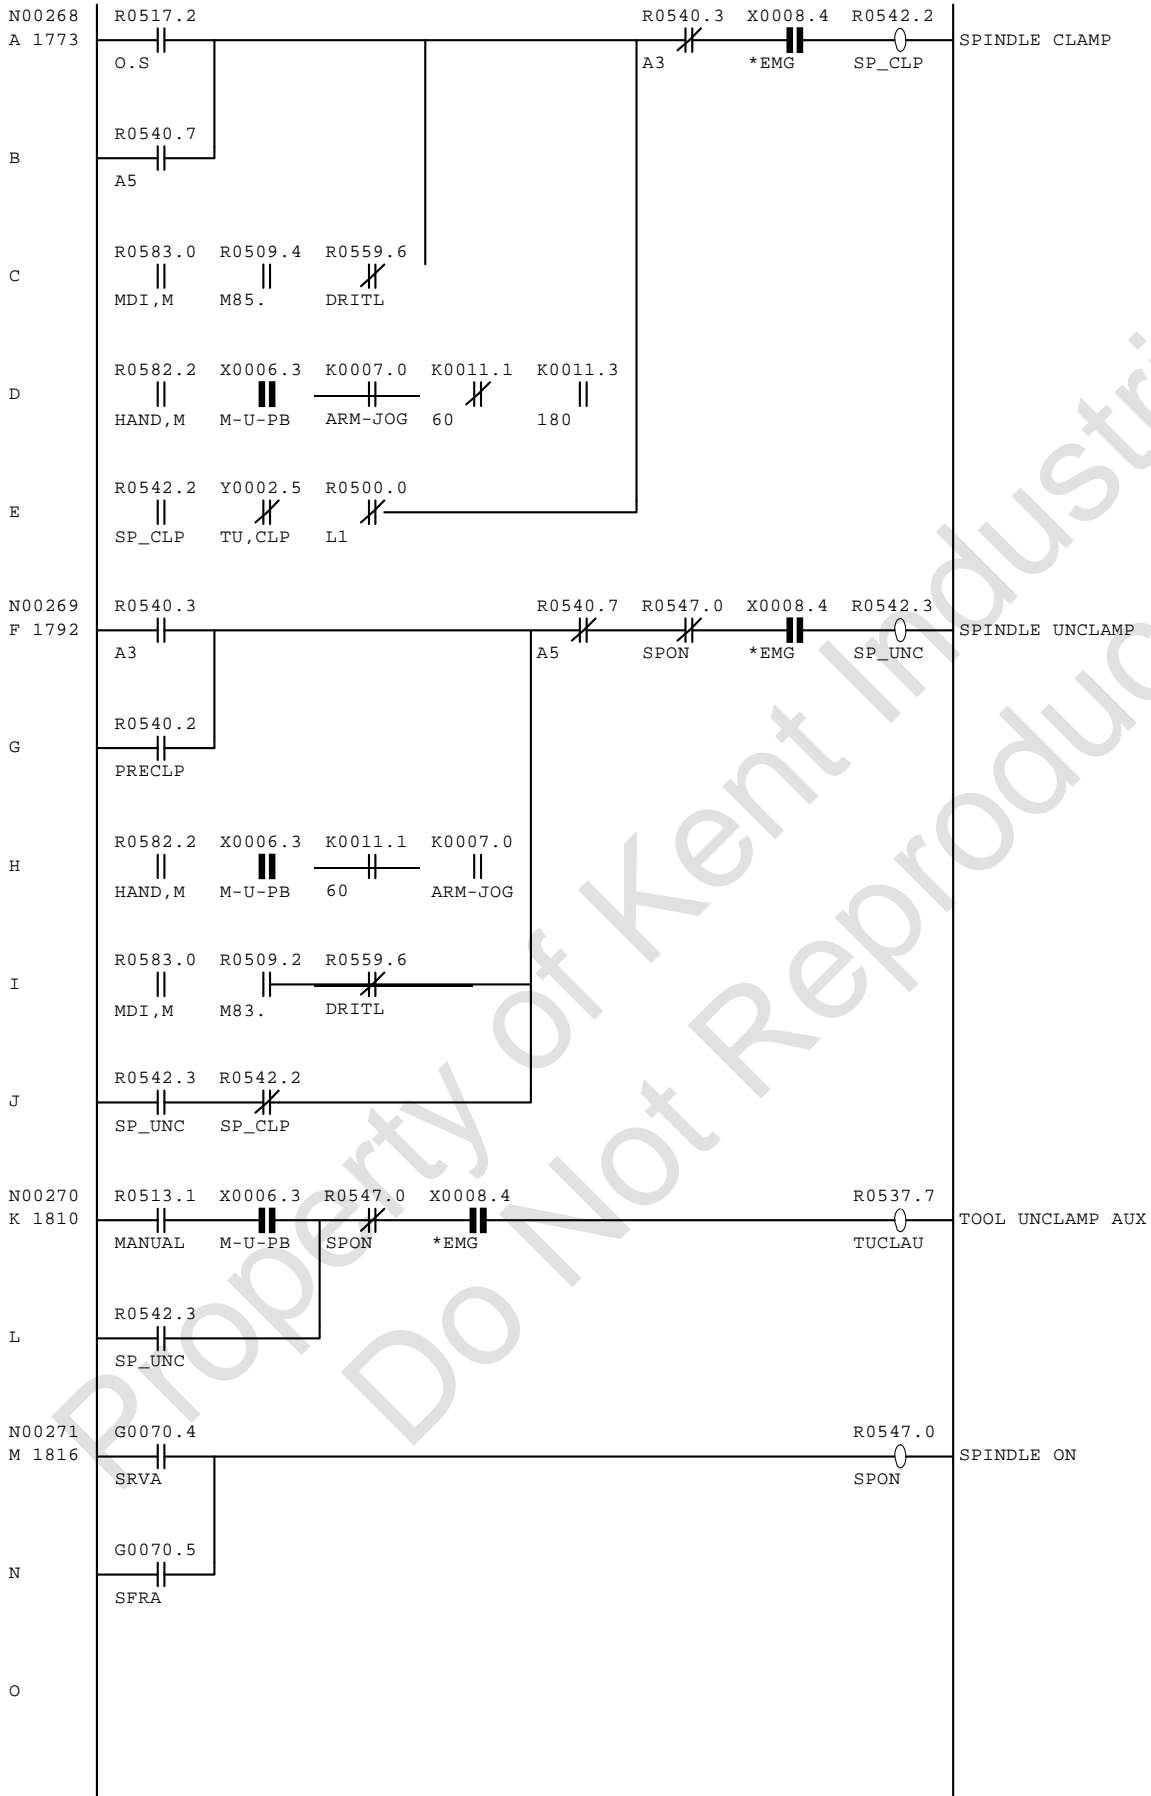 N00268 R0517.2 R0540.3 X0008.4 R0542.2
A 1773 SPINDLE CLAMP
O.S A3 *EMG SP_CLP
R0540.7
B
A5
R0583.0 R0509.4 R0559.6
C
MDI,M M85. DRITL
R0582.2 X0006.3 K0007.0 K0011.1 K0011.3
D
HAND,M M-U-PB ARM-JOG 60 180
R0542.2 Y0002.5 R0500.0
E
SP_CLP TU,CLP L1
N00269 R0540.3 R0540.7 R0547.0 X0008.4 R0542.3
F 1792 SPINDLE UNCLAMP
A3 A5 SPON *EMG SP_UNC
R0540.2
G
PRECLP
R0582.2 X0006.3 K0011.1 K0007.0
H
HAND,M M-U-PB 60 ARM-JOG
R0583.0 R0509.2 R0559.6
I
MDI,M M83. DRITL
R0542.3 R0542.2
J
SP_UNC SP_CLP
N00270 R0513.1 X0006.3 R0547.0 X0008.4 R0537.7
K 1810 TOOL UNCLAMP AUX
MANUAL M-U-PB SPON *EMG TUCLAU
R0542.3
L
SP_UNC
N00271 G0070.4 R0547.0
M 1816 SPINDLE ON
SRVA SPON
G0070.5
N
SFRA
O
Property of Kent Industri
Do Not Reproduc